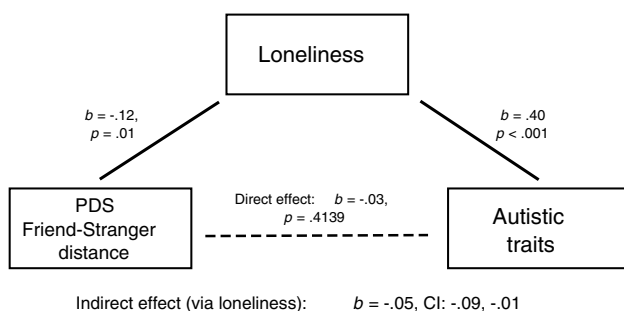 Loneliness
b = -.12,
p = .01
b = .40
p < .001
PDS
Friend-Stranger
distance
Direct effect: b = -.03,
p = .4139
Autistic
traits
Indirect effect (via loneliness): b = -.05, CI: -.09, -.01